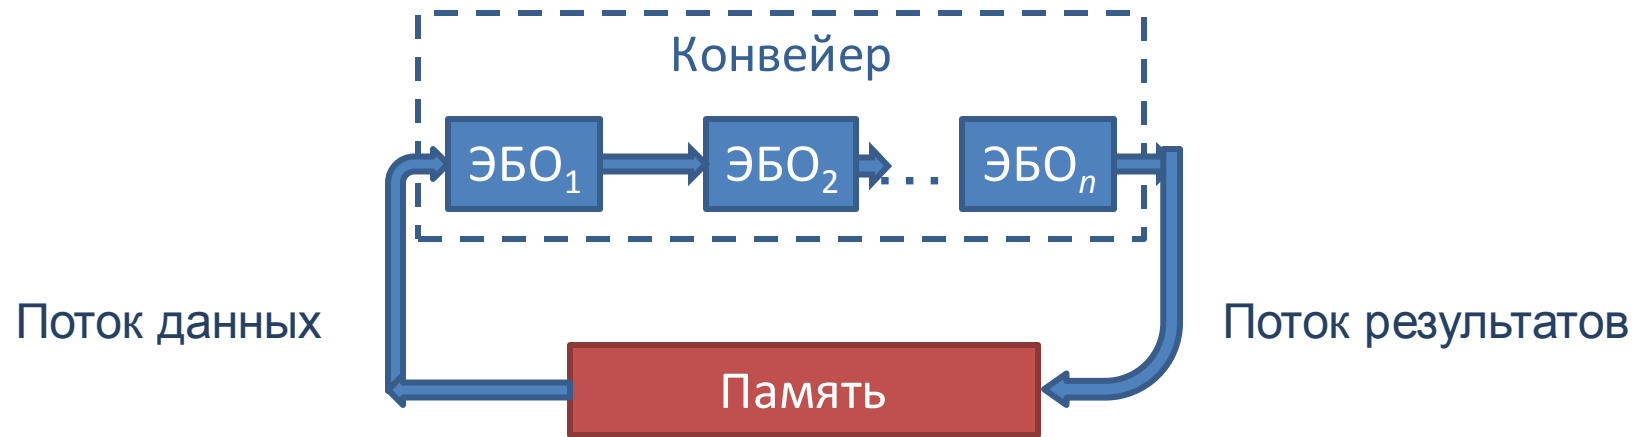 Конвейер
ЭБО1 ЭБО2 ... ЭБОn
Поток данных
Поток результатов
Память